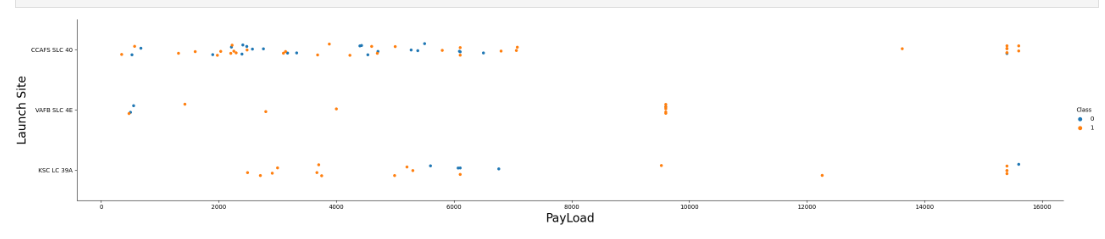 Launch Site
CCAFS SLC 40
VAFB SLC 4E
KSC LC 39A
0 2000 4000 6000 8000 10000 12000 14000 16000
PayLoad
Class
0
1